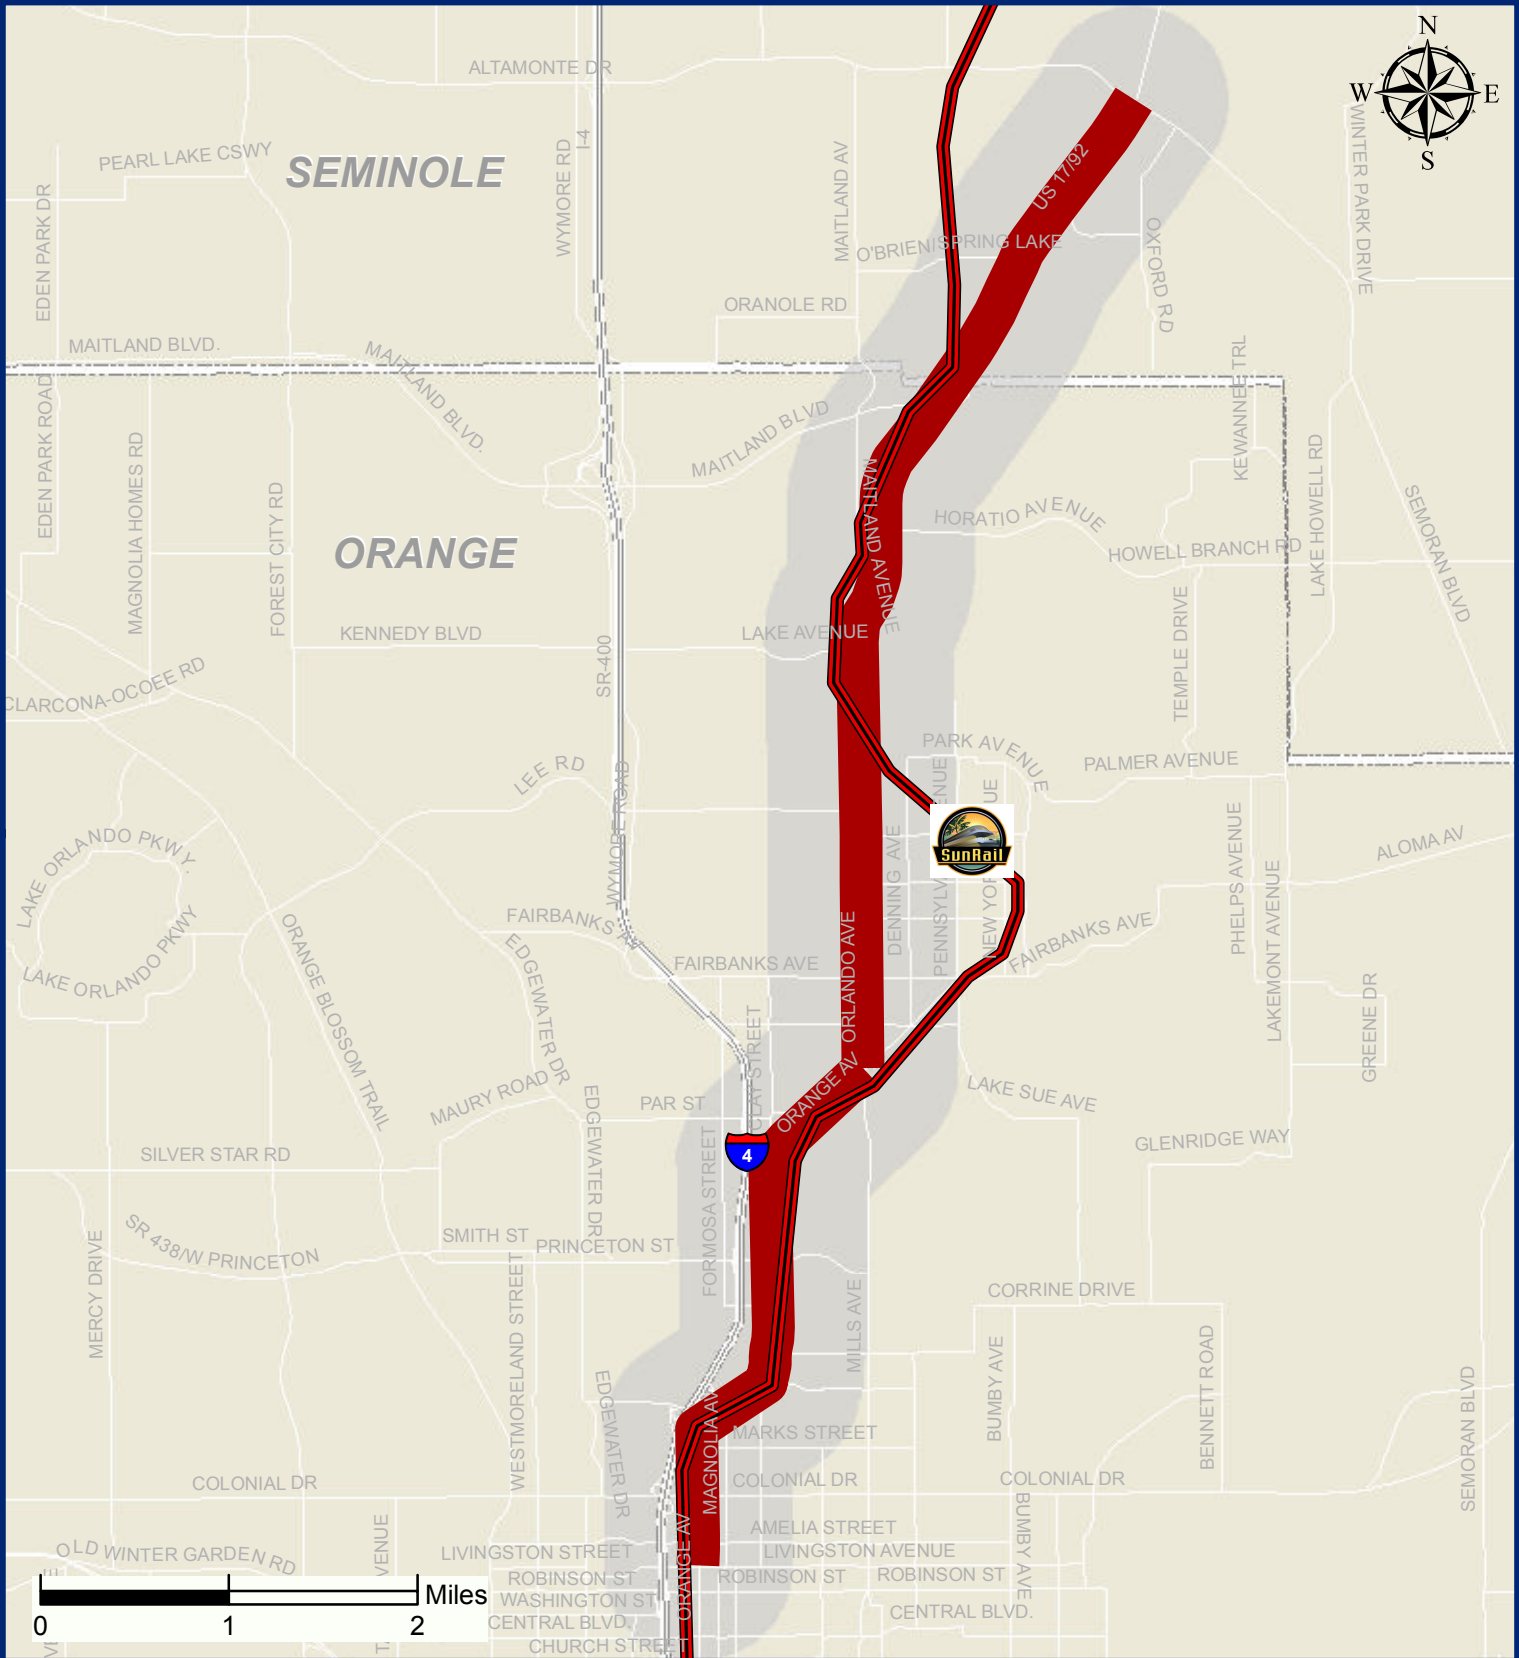 N
W
E
S
ALTAMONTE DR
PEARL LAKE CSWY
SEMINOLE
I-4
WYMORE RD
MAITLAND AV
US 17/92
WINTER PARK DRIVE
EDEN PARK DR
O'BRIEN/SPRING LAKE
OXFORD RD
ORANOLE RD
MAITLAND BLVD.
MAITLAND BLVD.
MAITLAND BLVD
KEWANNEE TRL
EDEN PARK ROAD
MAGNOLIA HOMES RD
FOREST CITY RD
ORANGE
MAITLAND AVENUE
HORATIO AVENUE
HOWELL BRANCH RD
LAKE HOWELL RD
SEMORAN BLVD
KENNEDY BLVD
SR-400
LAKE AVENUE
TEMPLE DRIVE
CLARCONA-OCOEE RD
PARK AVENUE
PALMER AVENUE
LEE RD
WYMORE ROAD
SunRail
DENNING AVE
ORLANDO AVE
PHELPS AVENUE
LAKEMONT AVENUE
ALOMA AV
LAKE ORLANDO PKWY.
LAKE ORLANDO PKWY
ORANGE BLOSSOM TRAIL
FAIRBANKS AV
EDGEWATER DR
FAIRBANKS AVE
FAIRBANKS AVE
GREENE DR
CLAY STREET
ORANGE AV
MAURY ROAD
EDGEWATER DR
PAR ST
LAKE SUE AVE
GLENRIDGE WAY
4
SILVER STAR RD
FORMOSA STREET
SR 438/W PRINCETON
SMITH ST
PRINCETON ST
MERCY DRIVE
WESTMORELAND STREET
MILLS AVE
CORRINE DRIVE
BUMBY AVE
BENNETT ROAD
SEMORAN BLVD
EDGEWATER DR
MAGNOLIA AV
MARKS STREET
COLONIAL DR
COLONIAL DR
COLONIAL DR
BUMBY AVE
AMELIA STREET
OLD WINTER GARDEN RD
LIVINGSTON STREET
LIVINGSTON AVENUE
ORANGE AV
ROBINSON ST
ROBINSON ST
ROBINSON ST
WASHINGTON ST
CENTRAL BLVD.
CENTRAL BLVD.
CHURCH STREET
Miles
0
1
2